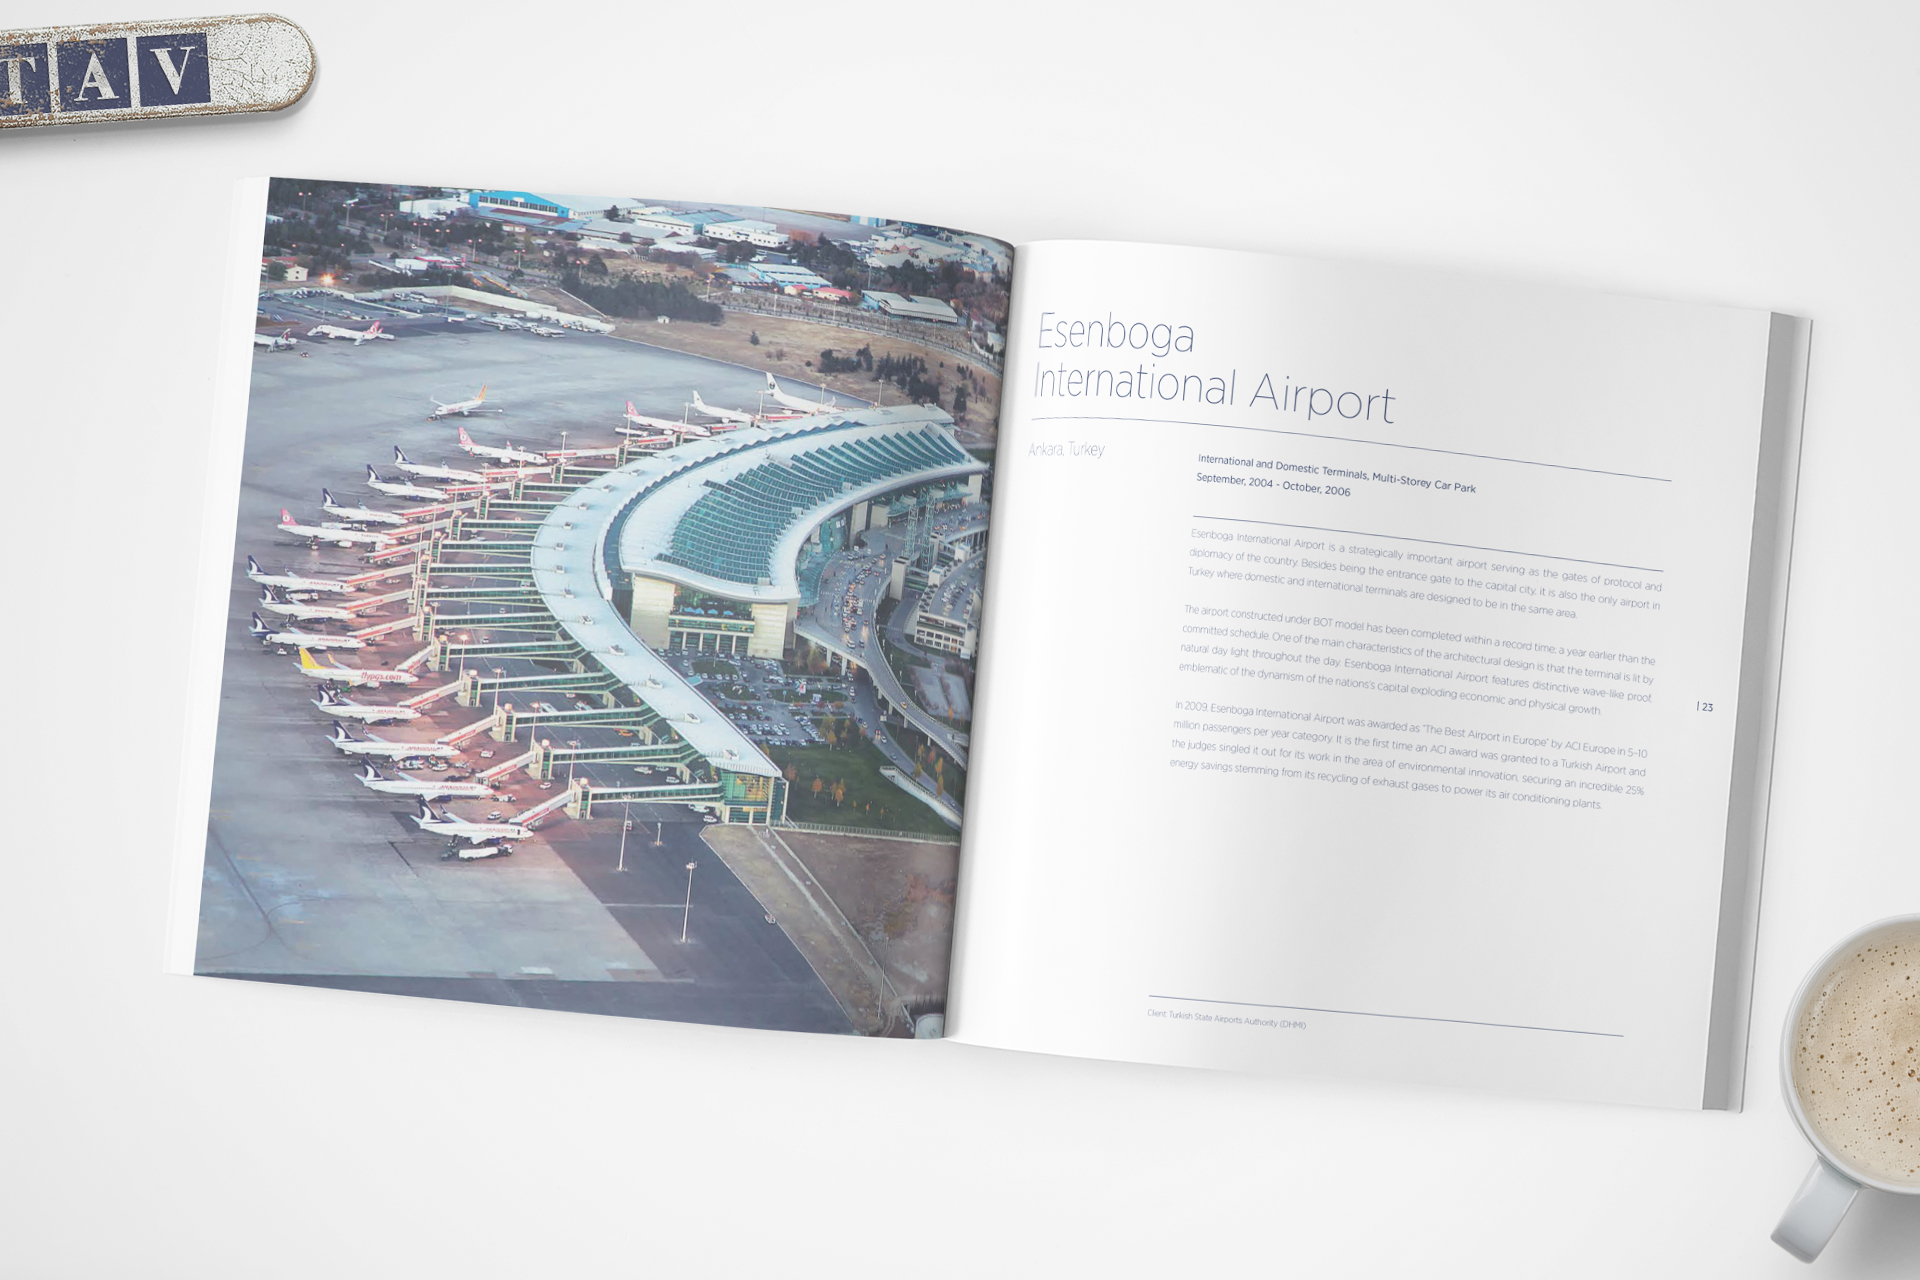 TAV
Esenboga
International Airport
Ankara, Turkey
International and Domestic Terminals, Multi-Storey Car Park
September, 2004 - October, 2006
Esenboga International Airport is a strategically important airport serving as the gates of protocol and
diplomacy of the country. Besides being the entrance gate to the capital city, it is also the only airport in
Turkey where domestic and international terminals are designed to be in the same area.
The airport constructed under BOT model has been completed within a record time; a year earlier than the
committed schedule. One of the main characteristics of the architectural design is that the terminal is lit by
natural day light throughout the day. Esenboga International Airport features distinctive wave-like proof,
emblematic of the dynamism of the nations's capital exploding economic and physical growth.
In 2009, Esenboga International Airport was awarded as "The Best Airport in Europe" by ACI Europe in 5-10
million passengers per year category. It is the first time an ACI award was granted to a Turkish Airport and
the judges singled it out for its work in the area of environmental innovation, securing an incredible 25%
energy savings stemming from its recycling of exhaust gases to power its air conditioning plants.
| 23
Client: Turkish State Airports Authority (DHMI)
flypgs.com